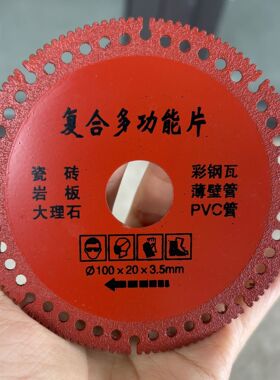 复合多功能片
瓷砖 彩钢瓦
岩板 薄壁管
大理石 PVC管
Ø100×20×3.5mm